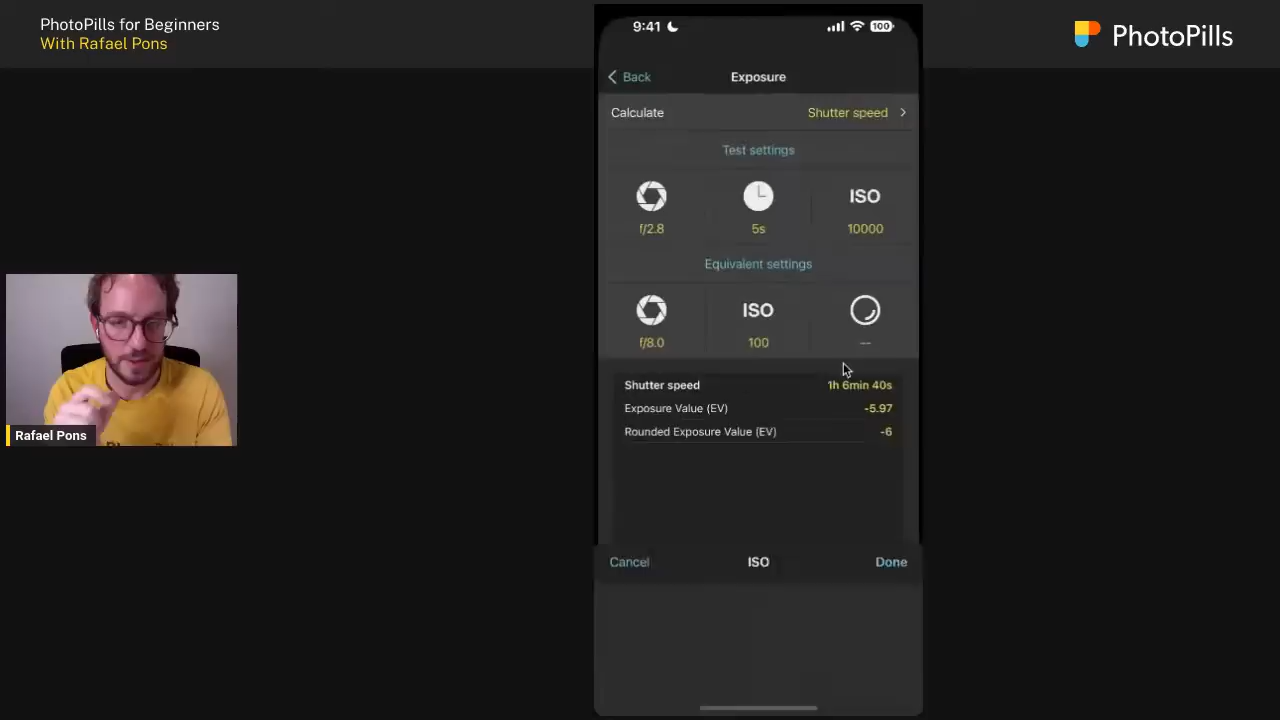 PhotoPills for Beginners
With Rafael Pons
PhotoPills
9:41
100
Back
Exposure
Calculate
Shutter speed
Test settings
ISO
f/2.8
5s
10000
Equivalent settings
ISO
f/8.0
100
--
Shutter speed
1h 6min 40s
Exposure Value (EV)
-5.97
Rounded Exposure Value (EV)
-6
Rafael Pons
Cancel
ISO
Done